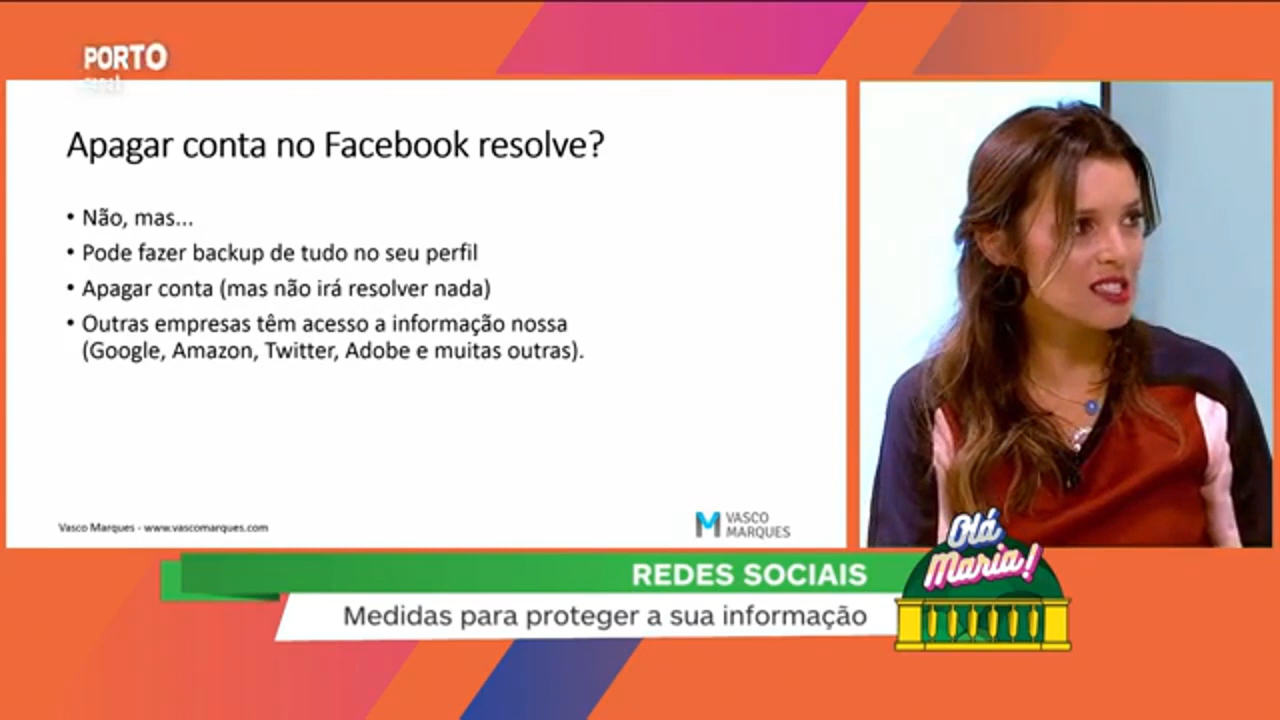 PORTO
canal
Apagar conta no Facebook resolve?
• Não, mas...
• Pode fazer backup de tudo no seu perfil
• Apagar conta (mas não irá resolver nada)
• Outras empresas têm acesso a informação nossa
(Google, Amazon, Twitter, Adobe e muitas outras).
Vasco Marques - www.vascomarques.com
VASCO
MARQUES
Olá
Maria!
REDES SOCIAIS
Medidas para proteger a sua informação